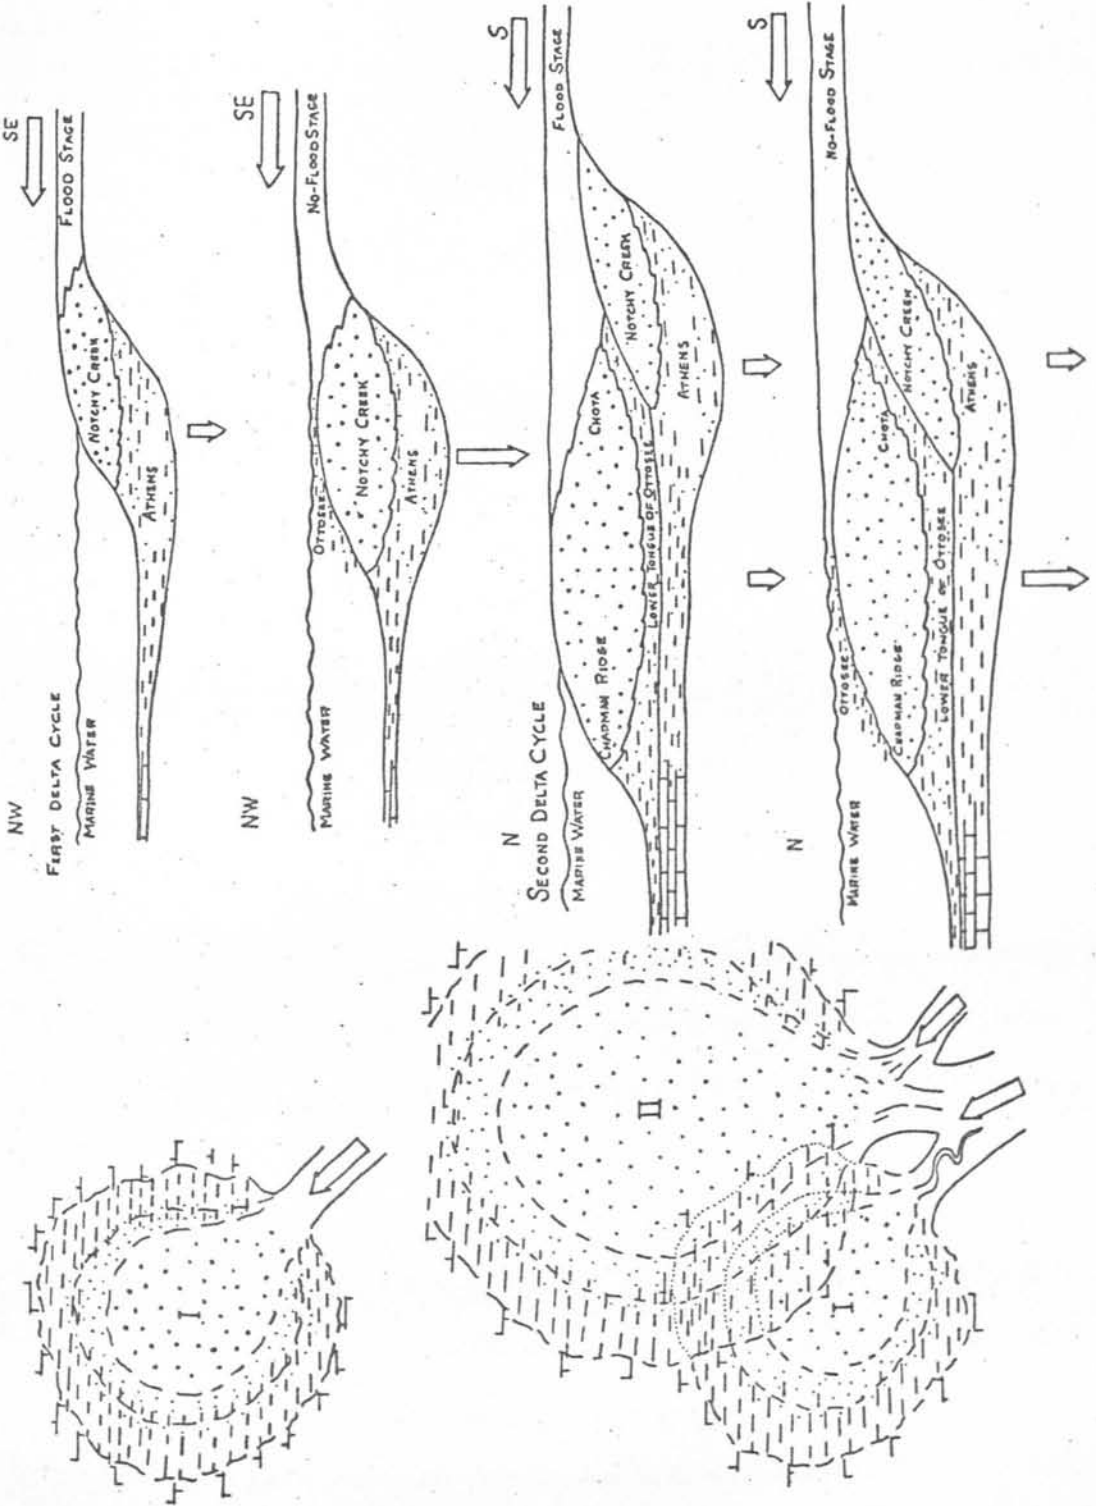 NW
SE
FIRST DELTA CYCLE
MARINE WATER
FLOOD STAGE
NOTCHY CREEK
ATHENS
NW
SE
MARINE WATER
NO-FLOOD STAGE
OTTOSEE
NOTCHY CREEK
ATHENS
N
S
SECOND DELTA CYCLE
MARINE WATER
FLOOD STAGE
CHAPMAN RIDGE
CHOTA
NOTCHY CREEK
LOWER TONGUE OF OTTOSEE
ATHENS
N
S
MARINE WATER
NO-FLOOD STAGE
OTTOSEE
CHAPMAN RIDGE
CHOTA
NOTCHY CREEK
LOWER TONGUE OF OTTOSEE
ATHENS
I
II
I